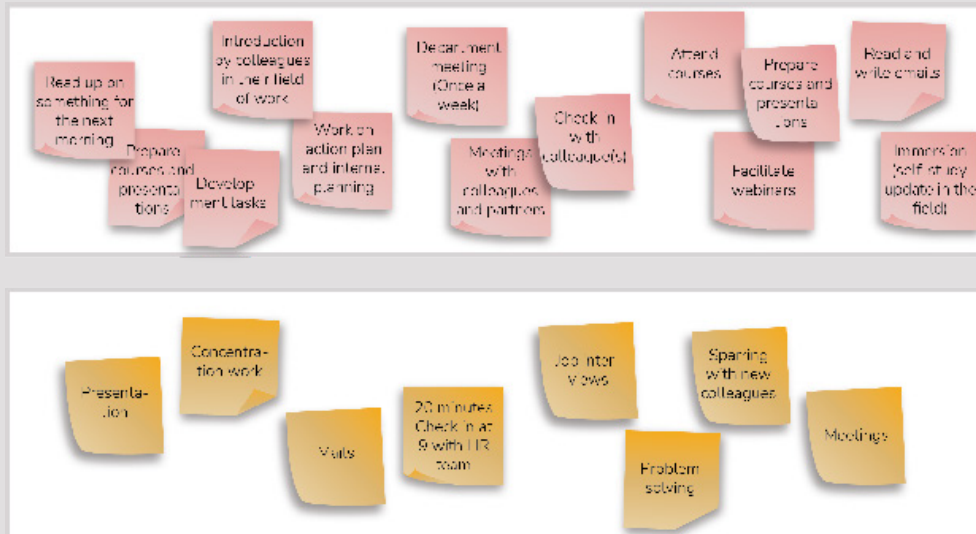 Read up on
something for
the next
morning
Prepare
courses and
presenta
tions
Develop
ment tasks
Introduction
by colleagues
in their field
of work
Work on
action plan
and internal
planning
Department
meeting
(Once a
week)
Meetings
with
colleagues
and partners
Check in
with
colleague(s)
Attend
courses
Prepare
courses and
presenta
tions
Facilitate
webinars
Read and
write emails
Immersion
(self-study
update in the
field)
Presenta-
tion
Concentra-
tion work
Mails
20 minutes
Check in at
9 with HR
team
Job inter
views
Problem
solving
Sparring
with new
colleagues
Meetings